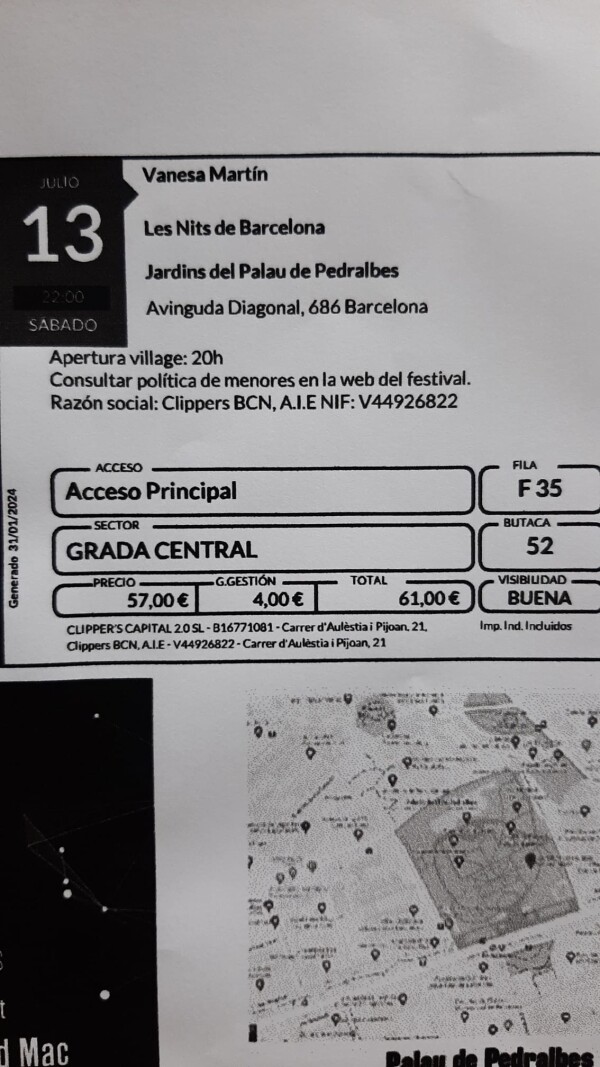 JULIO
13
22:00
SÁBADO
Vanesa Martín
Les Nits de Barcelona
Jardins del Palau de Pedralbes
Avinguda Diagonal, 686 Barcelona
Apertura village: 20h
Consultar política de menores en la web del festival.
Razón social: Clippers BCN, A.I.E NIF: V44926822
Generado 31/01/2024
ACCESO
Acceso Principal
FILA
F 35
SECTOR
GRADA CENTRAL
BUTACA
52
PRECIO
57,00 €
G.GESTIÓN
4,00 €
TOTAL
61,00 €
VISIBILIDAD
BUENA
CLIPPER'S CAPITAL 2.0 SL - B16771081 - Carrer d'Aulèstia i Pijoan, 21,
Clippers BCN, A.I.E - V44926822 - Carrer d'Aulèstia i Pijoan, 21
Imp. Ind. Incluidos
d Mac
Palau de Pedralbes